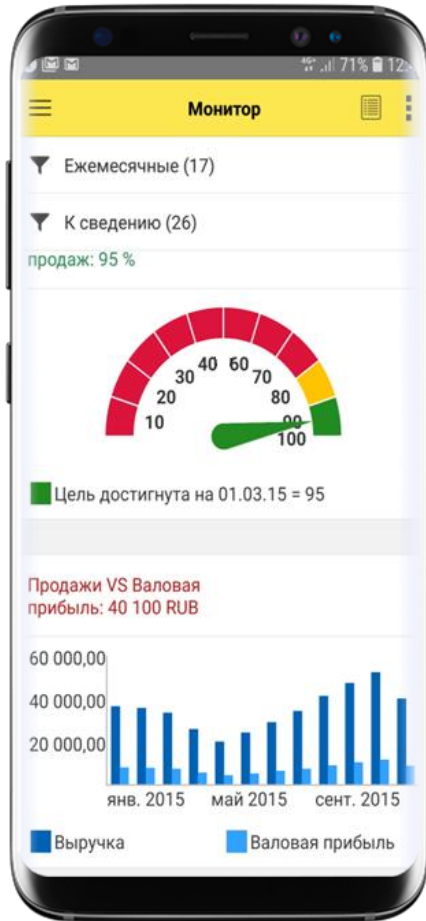 71% 12:4
Монитор
Ежемесячные (17)
К сведению (26)
продаж: 95 %
10 20 30 40 60 70 80 90 100
Цель достигнута на 01.03.15 = 95
Продажи VS Валовая
прибыль: 40 100 RUB
60 000,00
40 000,00
20 000,00
янв. 2015 май 2015 сент. 2015
Выручка Валовая прибыль